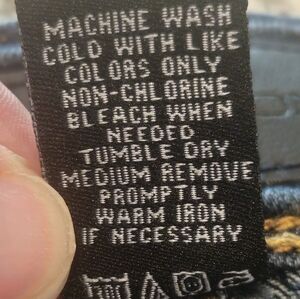 MACHINE WASH
COLD WITH LIKE
COLORS ONLY
NON-CHLORINE
BLEACH WHEN
NEEDED
TUMBLE DRY
MEDIUM REMOVE
PROMPTLY
WARM IRON
IF NECESSARY